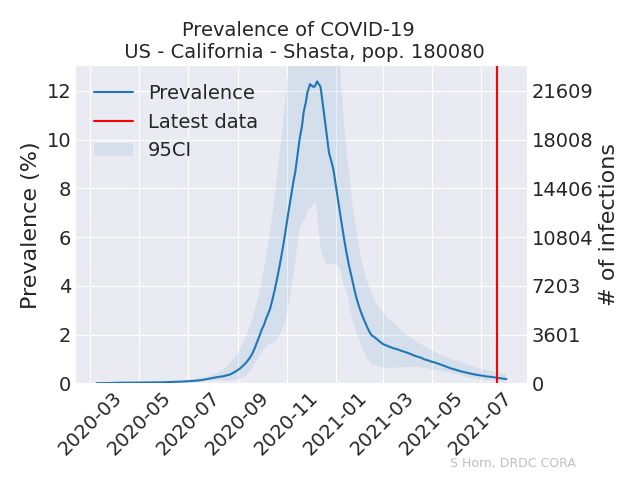 Prevalence of COVID-19
US - California - Shasta, pop. 180080
Prevalence
Latest data
95CI
Prevalence (%)
12
10
8
6
4
2
0
21609
18008
14406
10804
7203
3601
0
# of infections
2020-03
2020-05
2020-07
2020-09
2020-11
2021-01
2021-03
2021-05
2021-07
S Horn, DRDC CORA